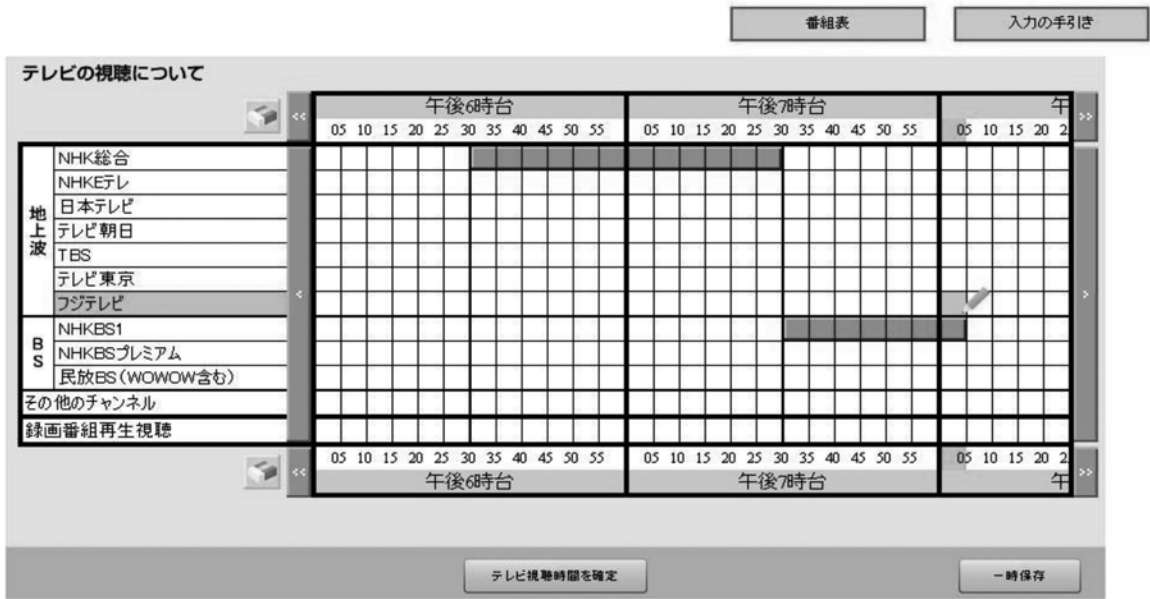 番組表
入力の手引き
テレビの視聴について
<< 午後6時台 午後7時台 午 >>
05 10 15 20 25 30 35 40 45 50 55 05 10 15 20 25 30 35 40 45 50 55 05 10 15 20 2
地上波
NHK総合
NHKEテレ
日本テレビ
テレビ朝日
TBS
テレビ東京
フジテレビ
< >
BS
NHKBS1
NHKBSプレミアム
民放BS(WOWOW含む)
その他のチャンネル
録画番組再生視聴
05 10 15 20 25 30 35 40 45 50 55 05 10 15 20 25 30 35 40 45 50 55 05 10 15 20 2
<< 午後6時台 午後7時台 午 >>
テレビ視聴時間を確定
一時保存